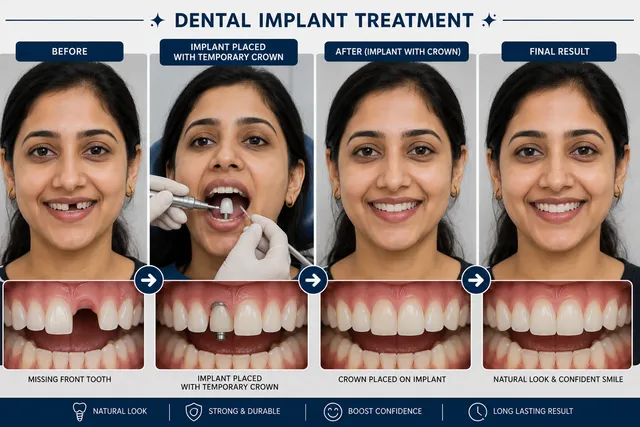 DENTAL IMPLANT TREATMENT
BEFORE
IMPLANT PLACED
WITH TEMPORARY CROWN
AFTER (IMPLANT WITH CROWN)
FINAL RESULT
MISSING FRONT TOOTH
IMPLANT PLACED
WITH TEMPORARY CROWN
CROWN PLACED ON IMPLANT
NATURAL LOOK & CONFIDENT SMILE
NATURAL LOOK
STRONG & DURABLE
BOOST CONFIDENCE
LONG LASTING RESULT